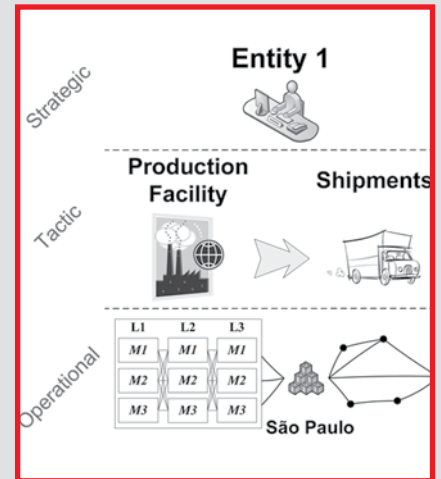 Entity 1
Strategic
Production
Facility
Shipments
Tactic
L1 L2 L3
M1 M1 M1
M2 M2 M2
M3 M3 M3
Operational
São Paulo